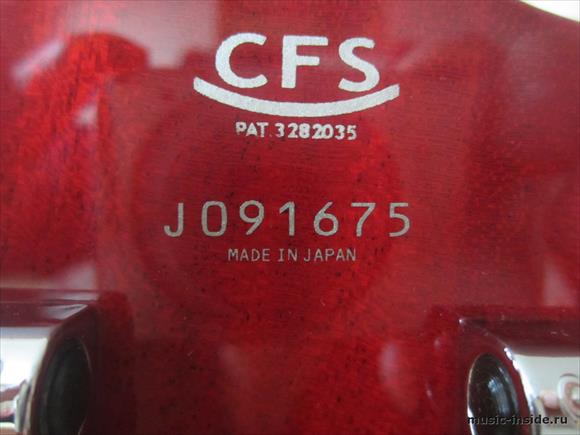 CFS
PAT.3282035
J091675
MADE IN JAPAN
music-inside.ru